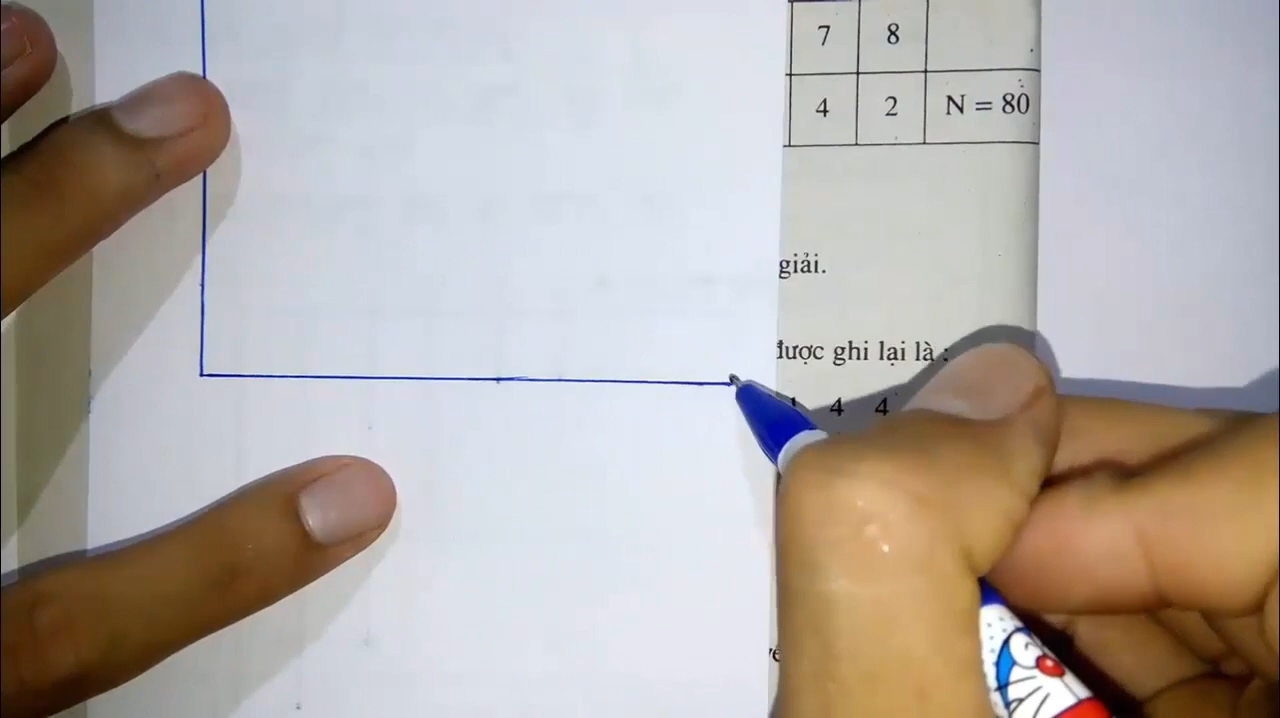 7 8
4 2 N = 80
giải.
được ghi lại là :
4 4